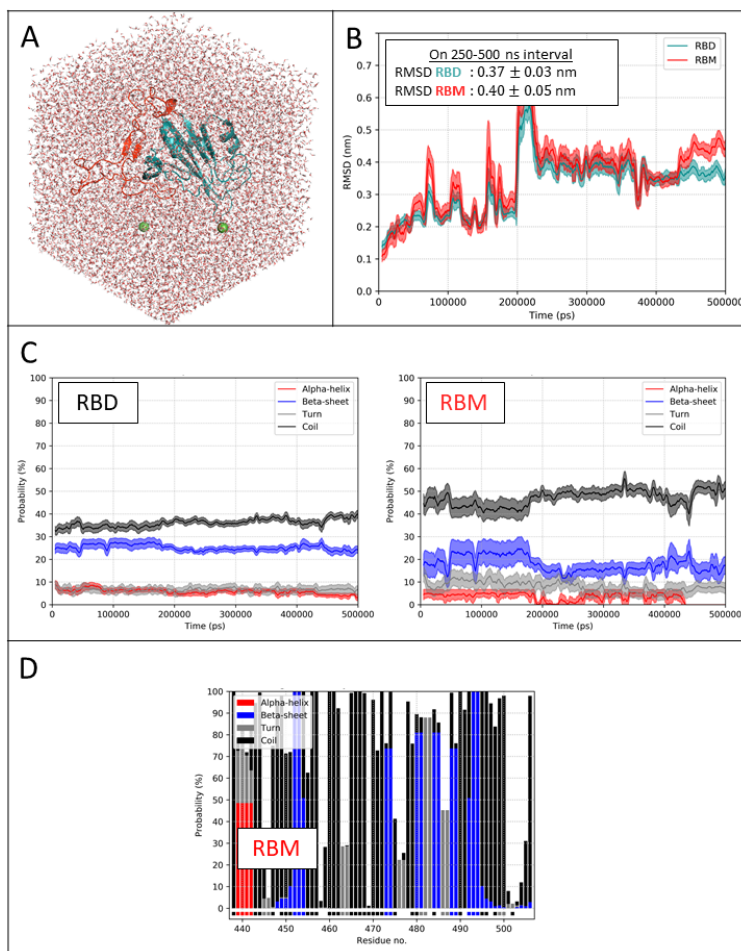 A
B
On 250-500 ns interval
RMSD RBD : 0.37 ± 0.03 nm
RMSD RBM : 0.40 ± 0.05 nm
RBD
RBM
0.7
0.6
0.5
0.4
0.3
0.2
0.1
0.0
RMSD (nm)
0 100000 200000 300000 400000 500000
Time (ps)
C
RBD
Alpha-helix
Beta-sheet
Turn
Coil
100
90
80
70
60
50
40
30
20
10
0
Probability (%)
0 100000 200000 300000 400000 500000
Time (ps)
RBM
Alpha-helix
Beta-sheet
Turn
Coil
100
90
80
70
60
50
40
30
20
10
0
Probability (%)
0 100000 200000 300000 400000 500000
Time (ps)
D
Alpha-helix
Beta-sheet
Turn
Coil
RBM
100
90
80
70
60
50
40
30
20
10
0
Probability (%)
440 450 460 470 480 490 500
Residue no.